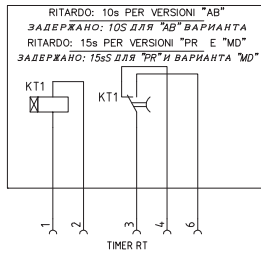 RITARDO: 10s PER VERSIONI "AB"
ЗАДЕРЖАНО: 10S ДЛЯ "АВ" ВАРИАНТА
RITARDO: 15s PER VERSIONI "PR E "MD"
ЗАДЕРЖАНО: 15sS ДЛЯ "PR" И ВАРИАНТА "MD"
KT1
KT1
1
2
3
4
6
TIMER RT